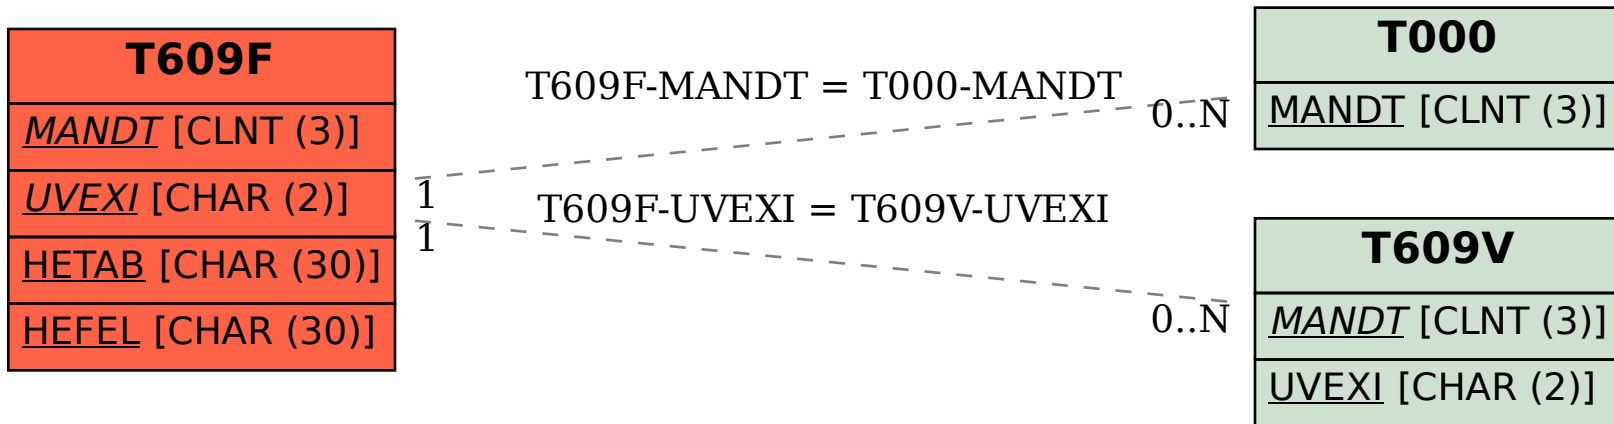 T609F
MANDT [CLNT (3)]
UVEXI [CHAR (2)]
HETAB [CHAR (30)]
HEFEL [CHAR (30)]
T609F-MANDT = T000-MANDT
1
0..N
T609F-UVEXI = T609V-UVEXI
1
0..N
T000
MANDT [CLNT (3)]
T609V
MANDT [CLNT (3)]
UVEXI [CHAR (2)]